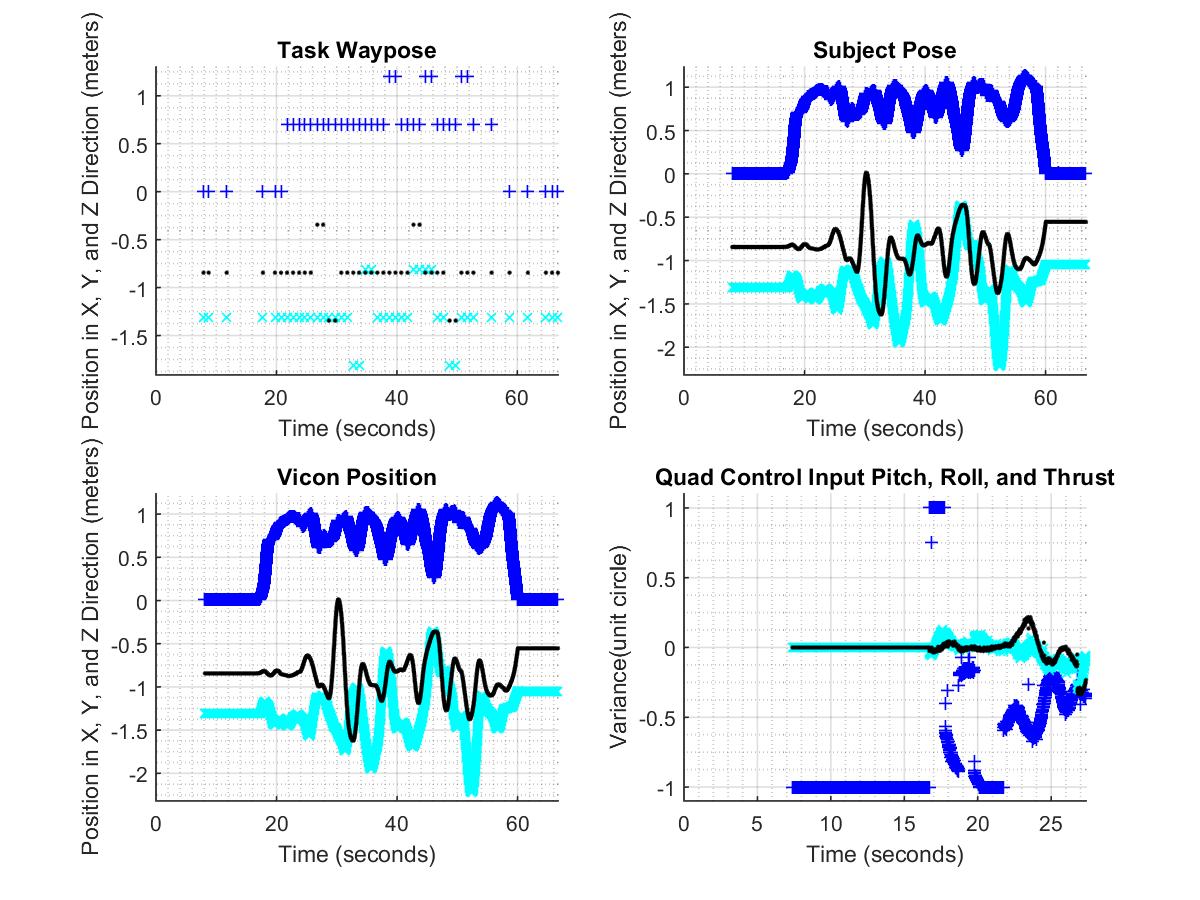 Task Waypose
Position in X, Y, and Z Direction (meters)
1
0.5
0
-0.5
-1
-1.5
0 20 40 60
Time (seconds)
Subject Pose
Position in X, Y, and Z Direction (meters)
1
0.5
0
-0.5
-1
-1.5
-2
0 20 40 60
Time (seconds)
Vicon Position
Position in X, Y, and Z Direction (meters)
1
0.5
0
-0.5
-1
-1.5
-2
0 20 40 60
Time (seconds)
Quad Control Input Pitch, Roll, and Thrust
Variance(unit circle)
1
0.5
0
-0.5
-1
0 5 10 15 20 25
Time (seconds)